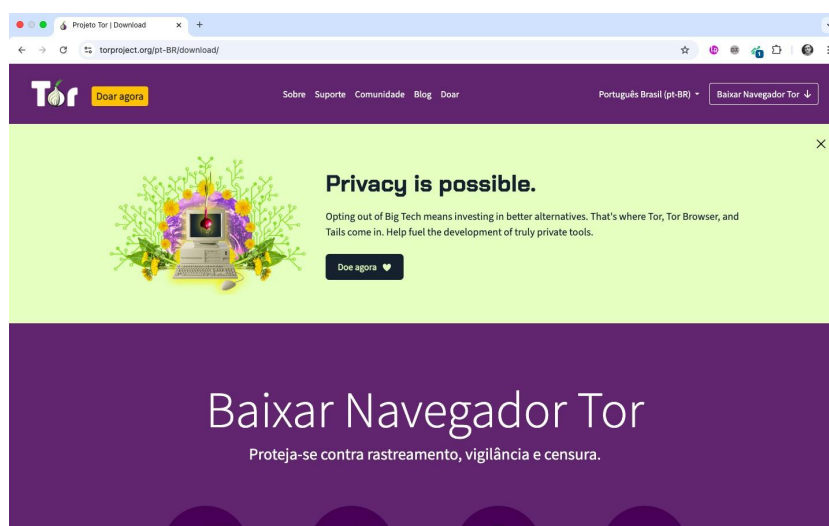 Projeto Tor | Download
torproject.org/pt-BR/download/
Tor
Doar agora
Sobre Suporte Comunidade Blog Doar
Português Brasil (pt-BR)
Baixar Navegador Tor ↓
Privacy is possible.
Opting out of Big Tech means investing in better alternatives. That's where Tor, Tor Browser, and
Tails come in. Help fuel the development of truly private tools.
Doe agora
Baixar Navegador Tor
Proteja-se contra rastreamento, vigilância e censura.